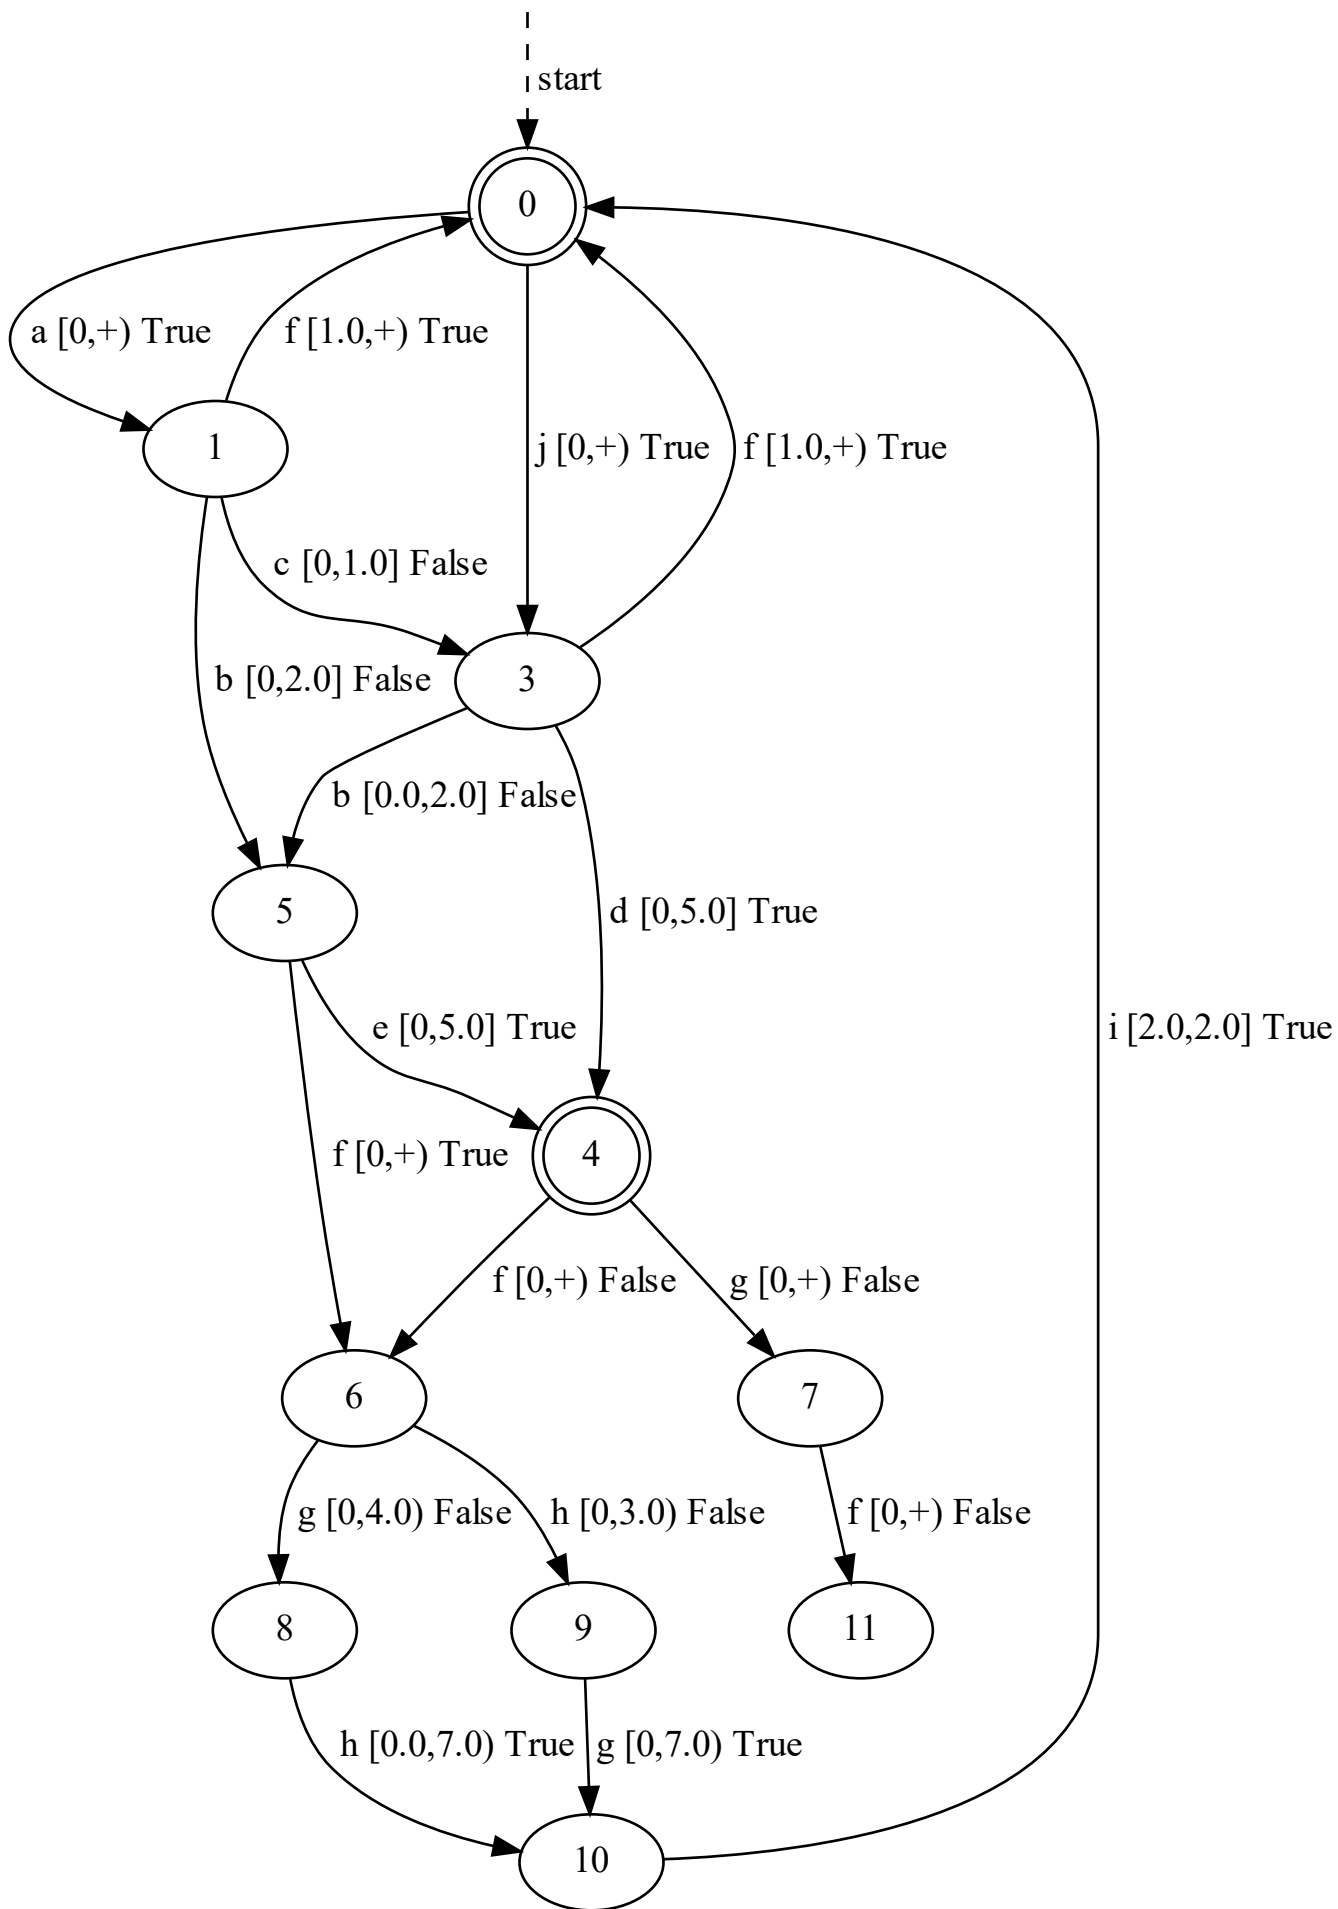 start
0
a [0,+) True
f [1.0,+) True
j [0,+) True
f [1.0,+) True
1
c [0,1.0] False
b [0,2.0] False
3
b [0.0,2.0] False
5
d [0,5.0] True
e [0,5.0] True
i [2.0,2.0] True
f [0,+) True
4
f [0,+) False
g [0,+) False
6
7
g [0,4.0) False
h [0,3.0) False
f [0,+) False
8
9
11
h [0.0,7.0) True
g [0,7.0) True
10